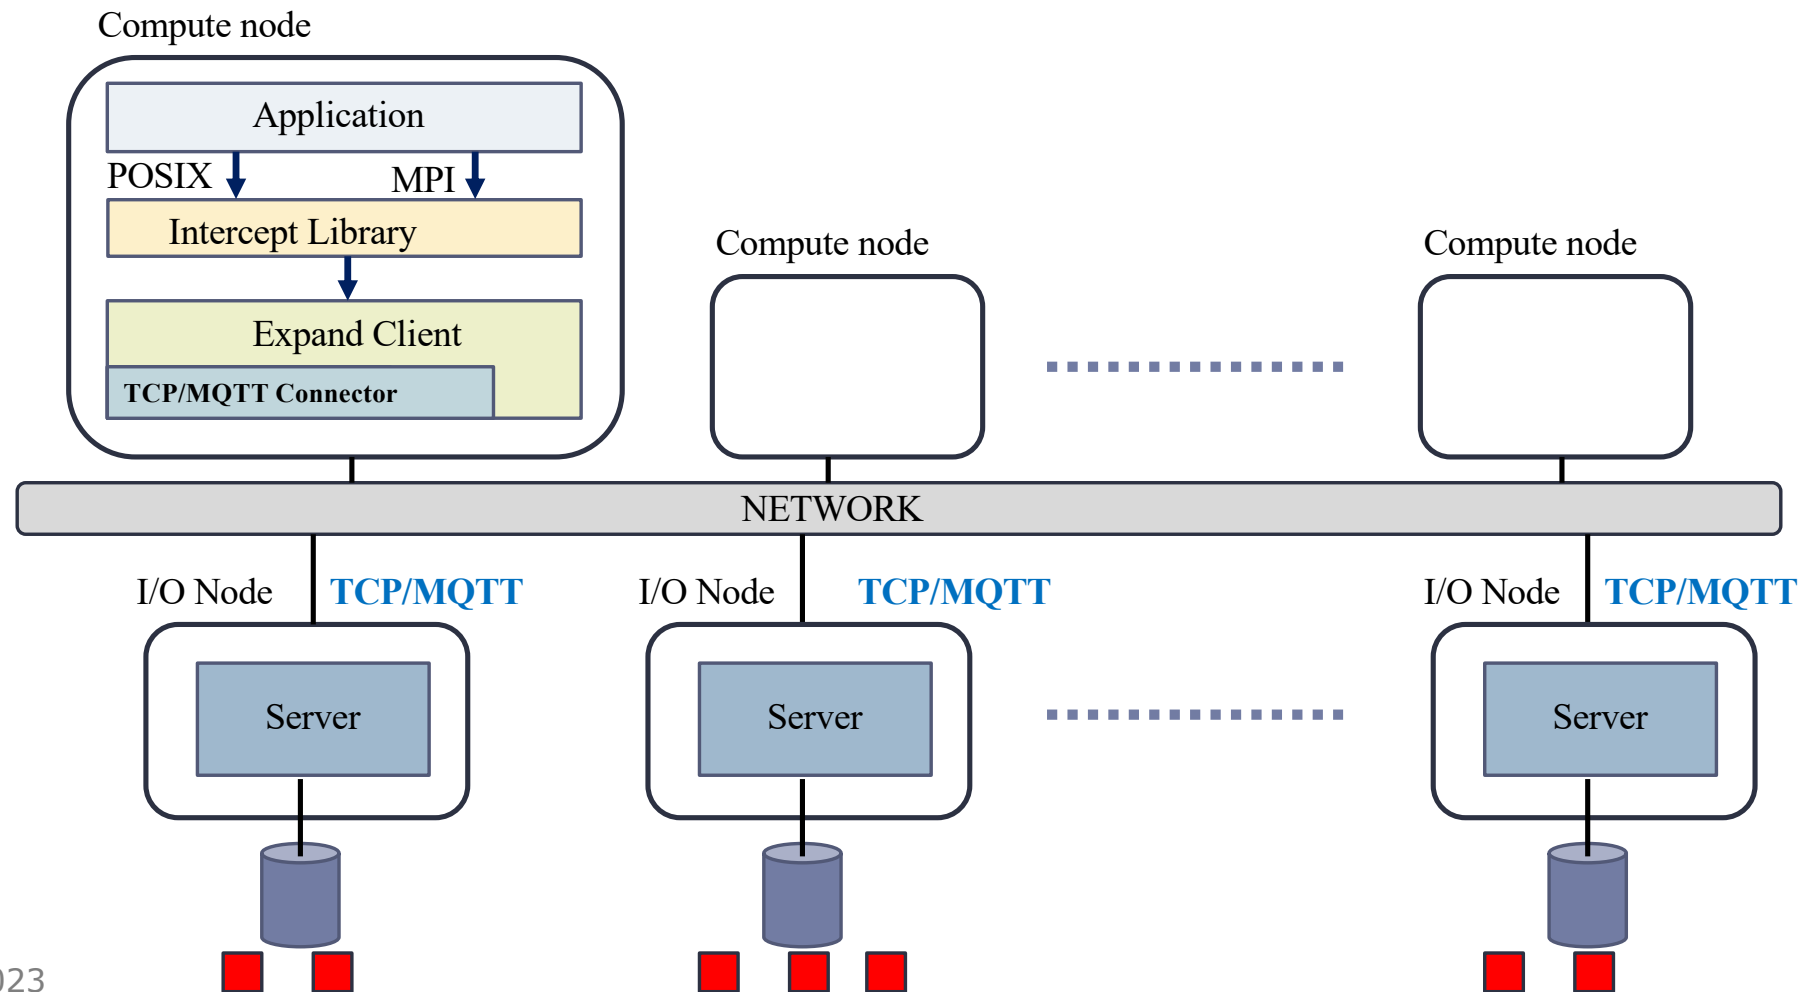 Compute node
Application
POSIX
MPI
Intercept Library
Expand Client
TCP/MQTT Connector
Compute node
Compute node
NETWORK
I/O Node
TCP/MQTT
I/O Node
TCP/MQTT
I/O Node
TCP/MQTT
Server
Server
Server
023